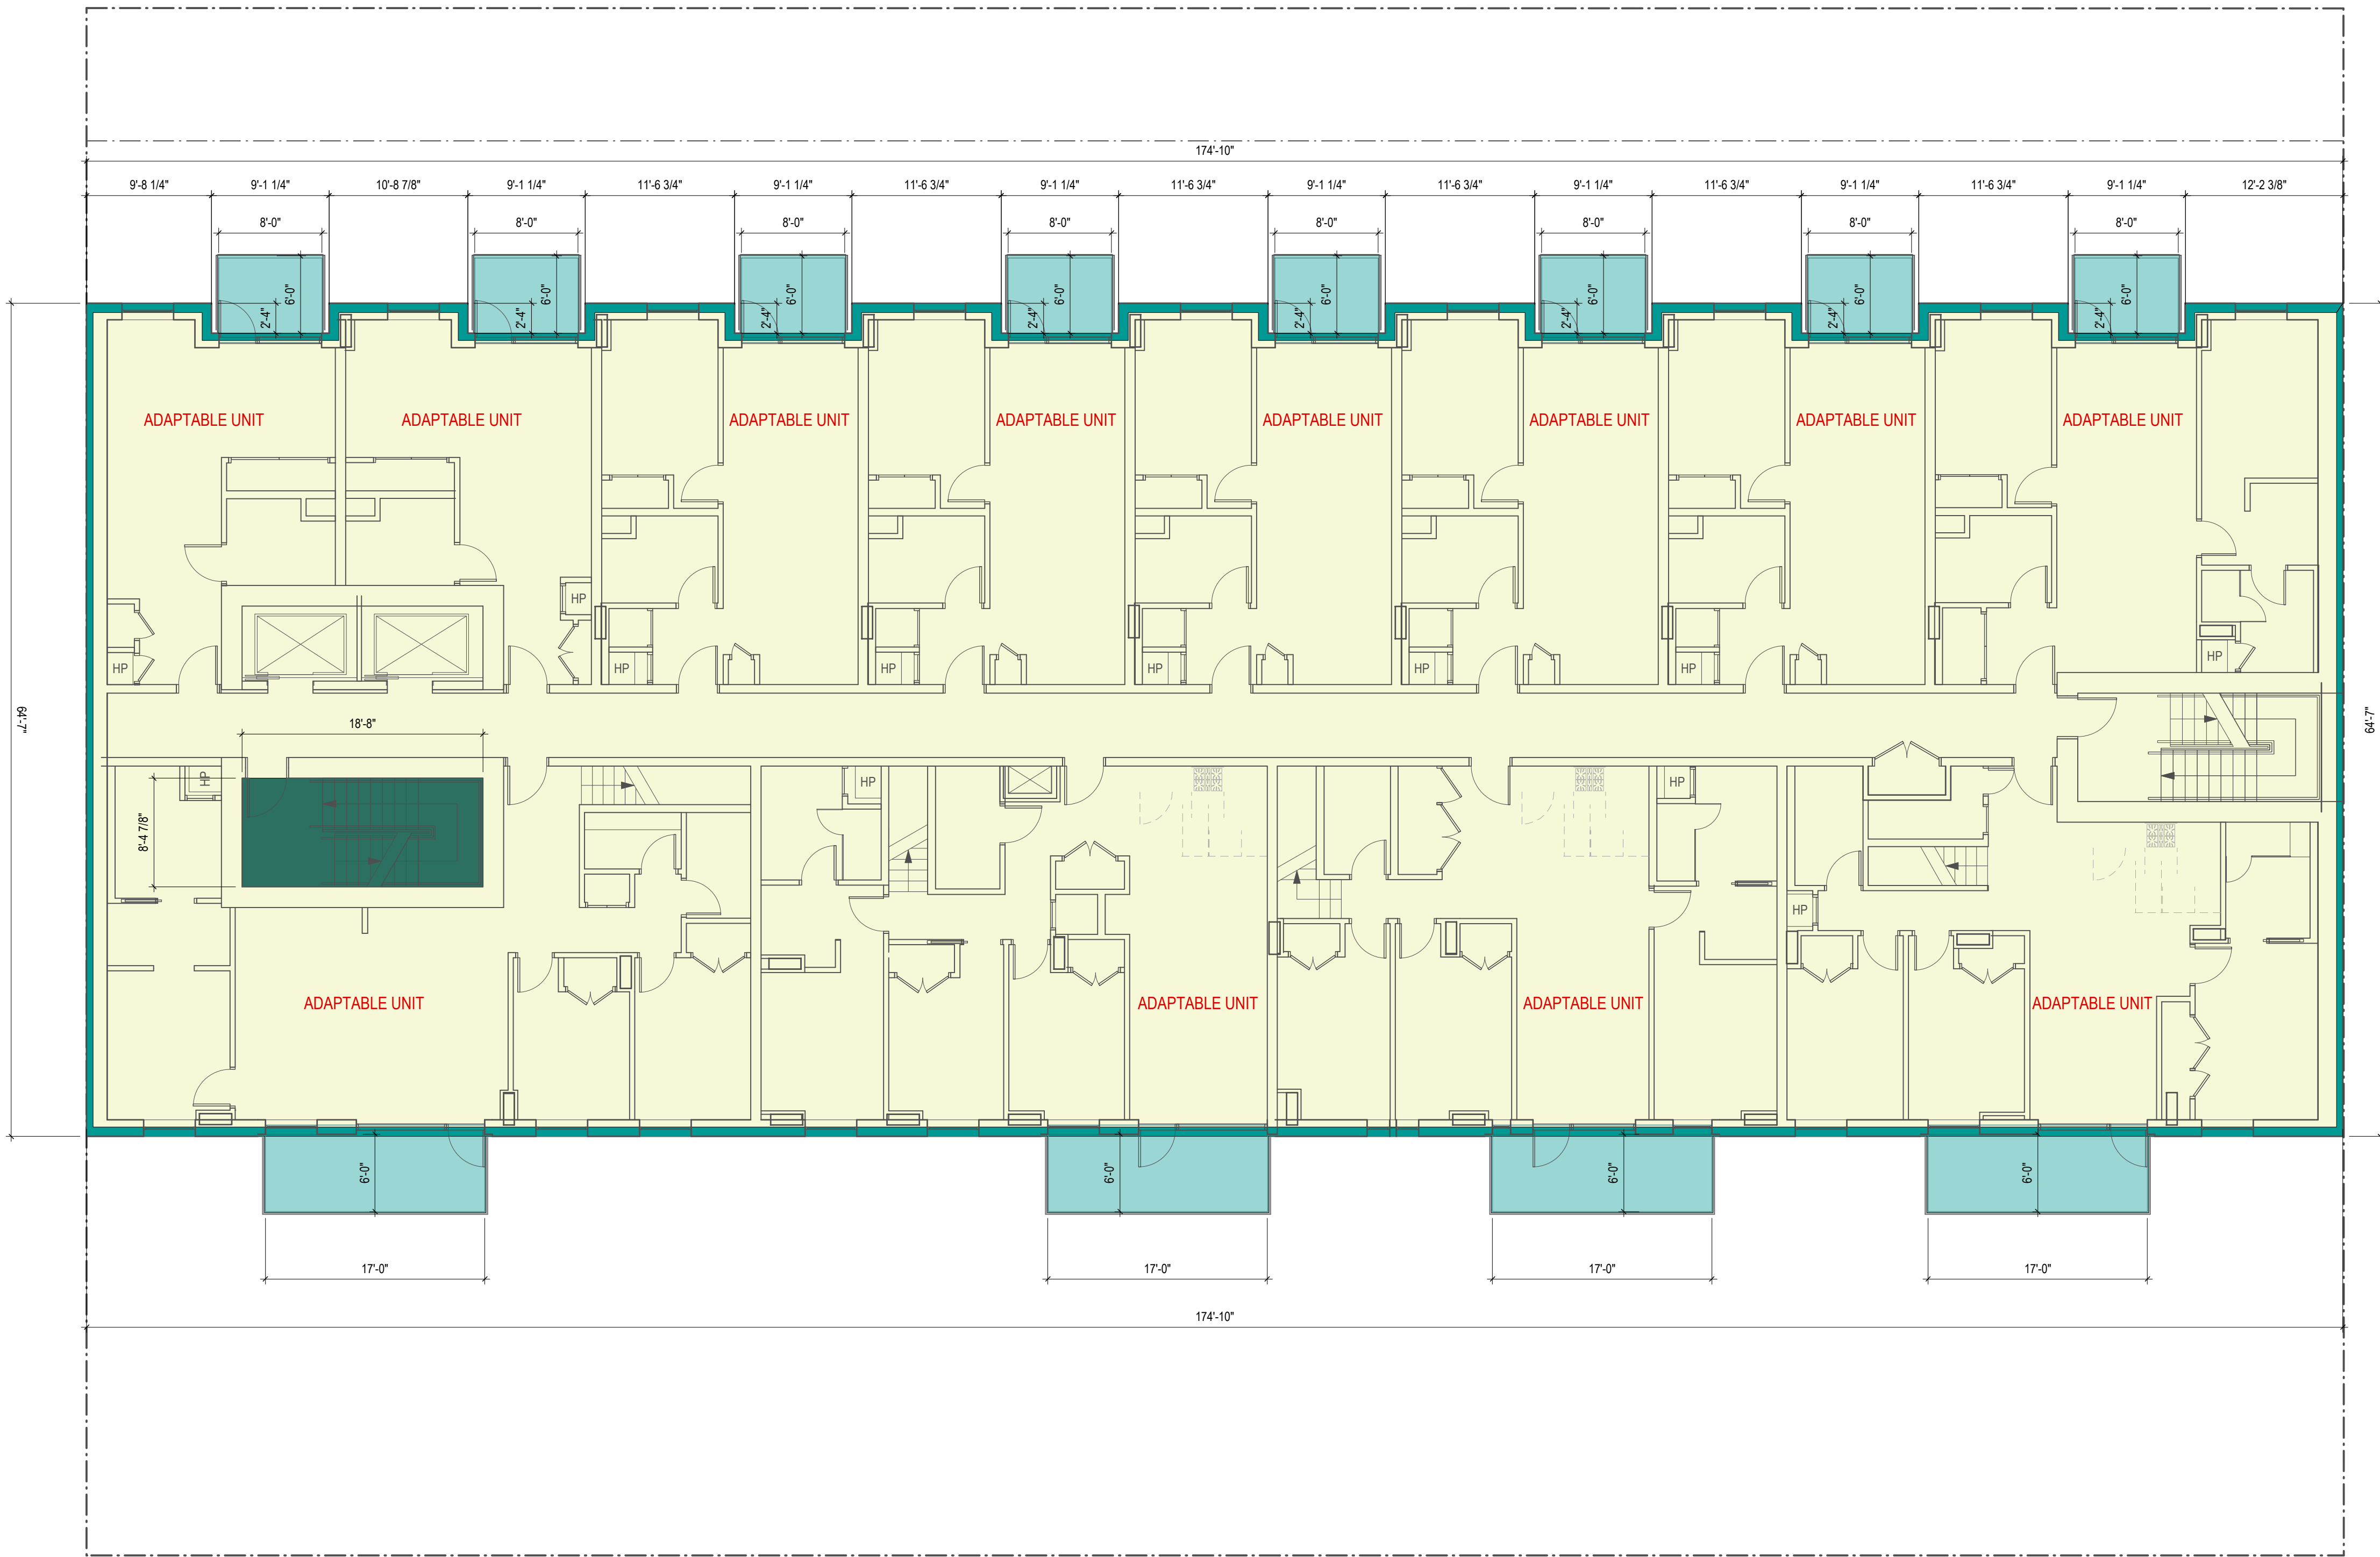 174'-10"
9'-8 1/4"
9'-1 1/4"
10'-8 7/8"
9'-1 1/4"
11'-6 3/4"
9'-1 1/4"
11'-6 3/4"
9'-1 1/4"
11'-6 3/4"
9'-1 1/4"
11'-6 3/4"
9'-1 1/4"
11'-6 3/4"
9'-1 1/4"
11'-6 3/4"
9'-1 1/4"
12'-2 3/8"
8'-0"
8'-0"
8'-0"
8'-0"
8'-0"
8'-0"
8'-0"
8'-0"
6'-0"
6'-0"
6'-0"
6'-0"
6'-0"
6'-0"
6'-0"
6'-0"
2'-4"
2'-4"
2'-4"
2'-4"
2'-4"
2'-4"
2'-4"
2'-4"
ADAPTABLE UNIT
ADAPTABLE UNIT
ADAPTABLE UNIT
ADAPTABLE UNIT
ADAPTABLE UNIT
ADAPTABLE UNIT
ADAPTABLE UNIT
ADAPTABLE UNIT
HP
HP
HP
HP
HP
HP
HP
HP
64'-7"
64'-7"
18'-8"
HP
HP
HP
8'-4 7/8"
HP
ADAPTABLE UNIT
ADAPTABLE UNIT
ADAPTABLE UNIT
ADAPTABLE UNIT
6'-0"
6'-0"
6'-0"
6'-0"
17'-0"
17'-0"
17'-0"
17'-0"
174'-10"